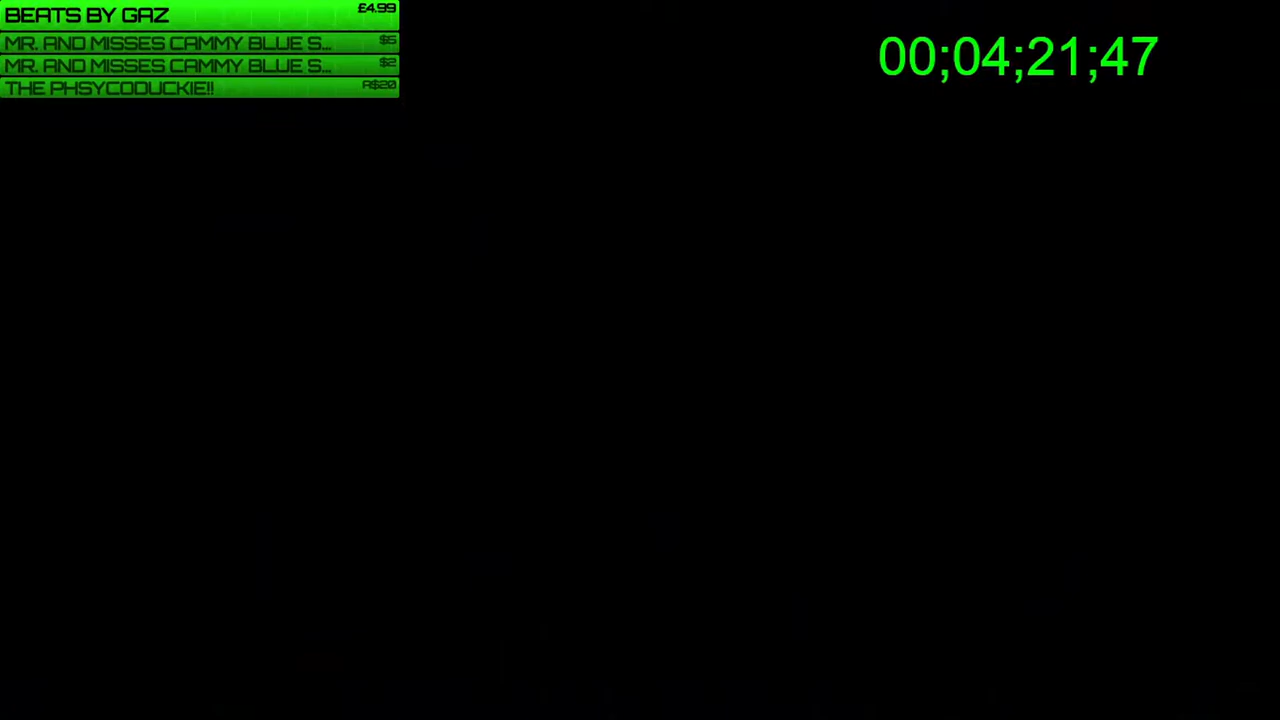 BEATS BY GAZ £4.99
MR. AND MISSES CAMMY BLUE S... $5
MR. AND MISSES CAMMY BLUE S... $2
THE PHSYCODUCKIE!! R$20
00;04;21;47